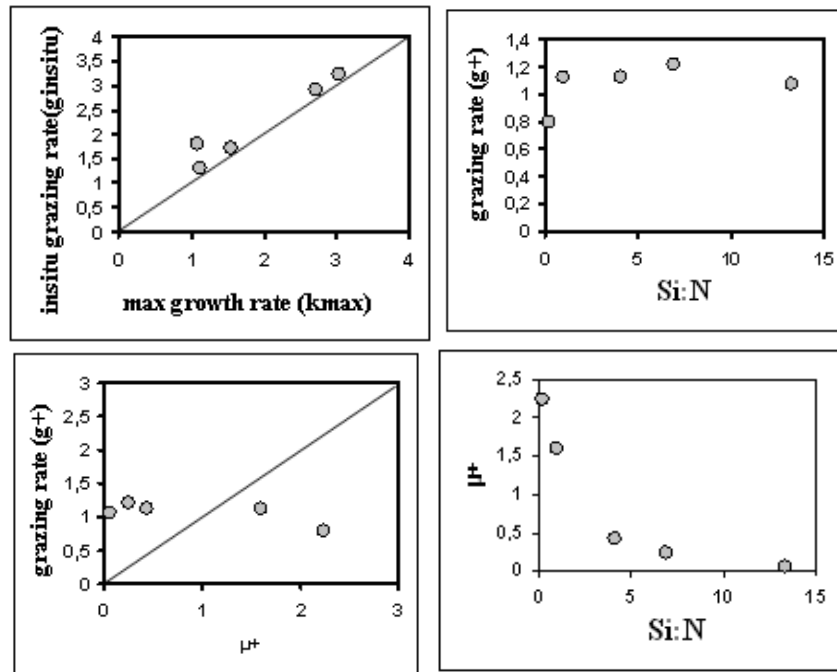 insitu grazing rate(ginsitu)
4
3,5
3
2,5
2
1,5
1
0,5
0
0 1 2 3 4
max growth rate (kmax)
grazing rate (g+)
1,4
1,2
1
0,8
0,6
0,4
0,2
0
0 5 10 15
Si:N
grazing rate (g+)
3
2,5
2
1,5
1
0,5
0
0 1 2 3
µ+
µ+
2,5
2
1,5
1
0,5
0
0 5 10 15
Si:N